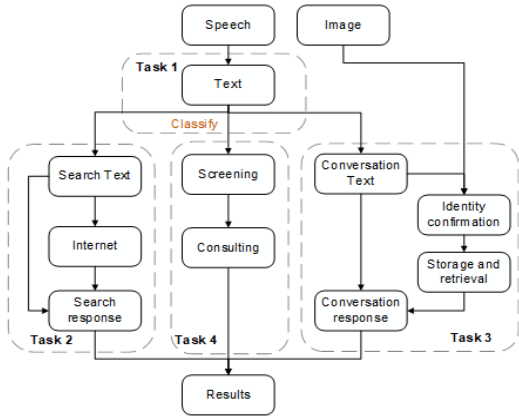 Speech
Image
Task 1
Text
Classify
Search Text
Screening
Conversation
Text
Identity
confirmation
Internet
Consulting
Storage and
retrieval
Search
response
Conversation
response
Task 2
Task 4
Task 3
Results